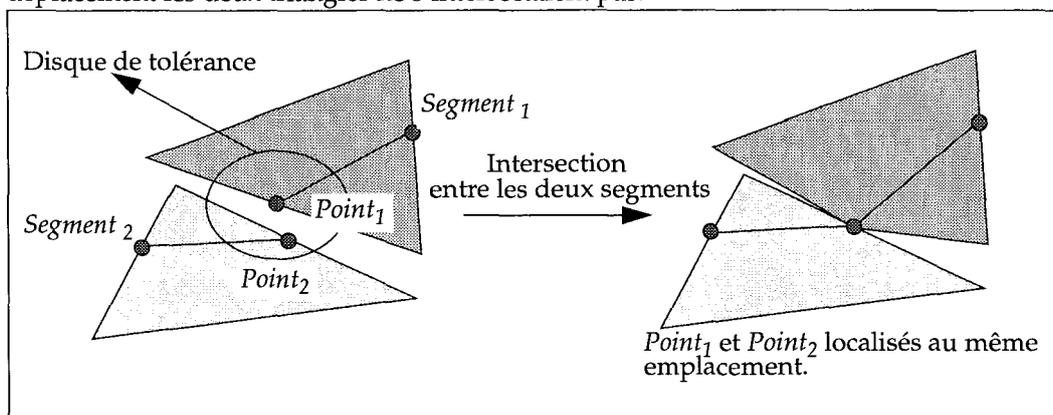 Disque de tolérance
Segment 1
Intersection
entre les deux segments
Point1
Segment 2
Point2
Point1 et Point2 localisés au même
emplacement.